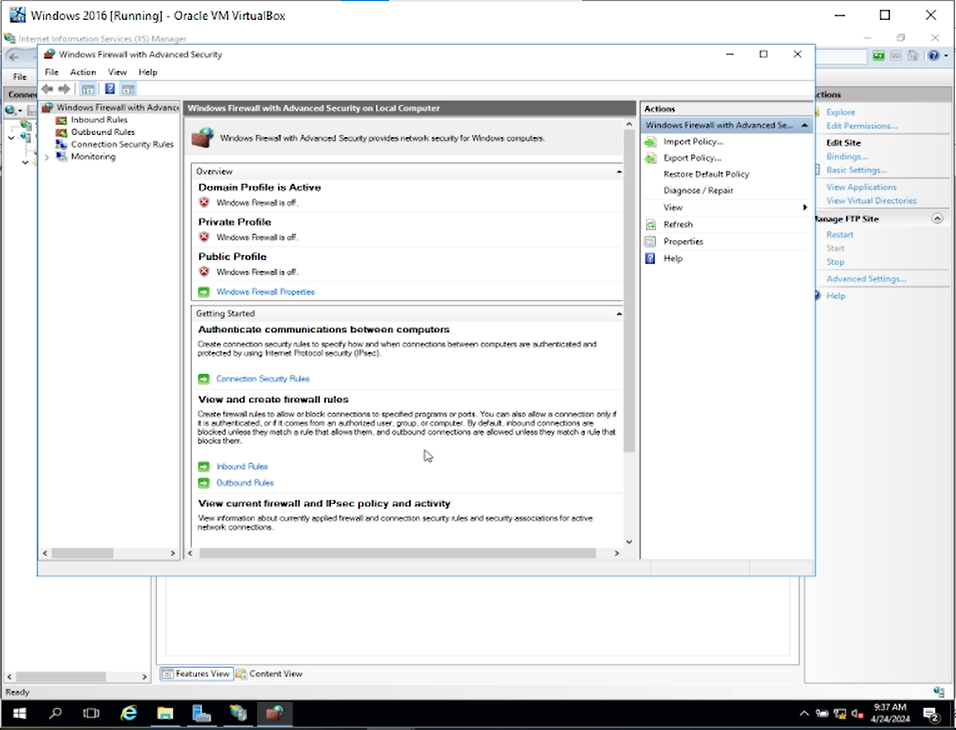 Windows 2016 [Running] - Oracle VM VirtualBox
Internet Information Services (IIS) Manager
Windows Firewall with Advanced Security
File Action View Help
File
Connec
Windows Firewall with Advanc
Inbound Rules
Outbound Rules
Connection Security Rules
Monitoring
Windows Firewall with Advanced Security on Local Computer
Windows Firewall with Advanced Security provides network security for Windows computers.
Overview
Domain Profile is Active
Windows Firewall is off.
Private Profile
Windows Firewall is off.
Public Profile
Windows Firewall is off.
Windows Firewall Properties
Getting Started
Authenticate communications between computers
Create connection security rules to specify how and when connections between computers are authenticated and
protected by using Internet Protocol security (IPsec).
Connection Security Rules
View and create firewall rules
Create firewall rules to allow or block connections to specified programs or ports. You can also allow a connection only if
it is authenticated, or if it comes from an authorized user, group, or computer. By default, inbound connections are
blocked unless they match a rule that allows them, and outbound connections are allowed unless they match a rule that
blocks them.
Inbound Rules
Outbound Rules
View current firewall and IPsec policy and activity
View information about currently applied firewall and connection security rules and security associations for active
network connections.
Actions
Windows Firewall with Advanced Se...
Import Policy...
Export Policy...
Restore Default Policy
Diagnose / Repair
View
Refresh
Properties
Help
ctions
Explore
Edit Permissions...
Edit Site
Bindings...
Basic Settings...
View Applications
View Virtual Directories
Manage FTP Site
Restart
Start
Stop
Advanced Settings...
Help
Features View Content View
Ready
9:37 AM
4/24/2024
2